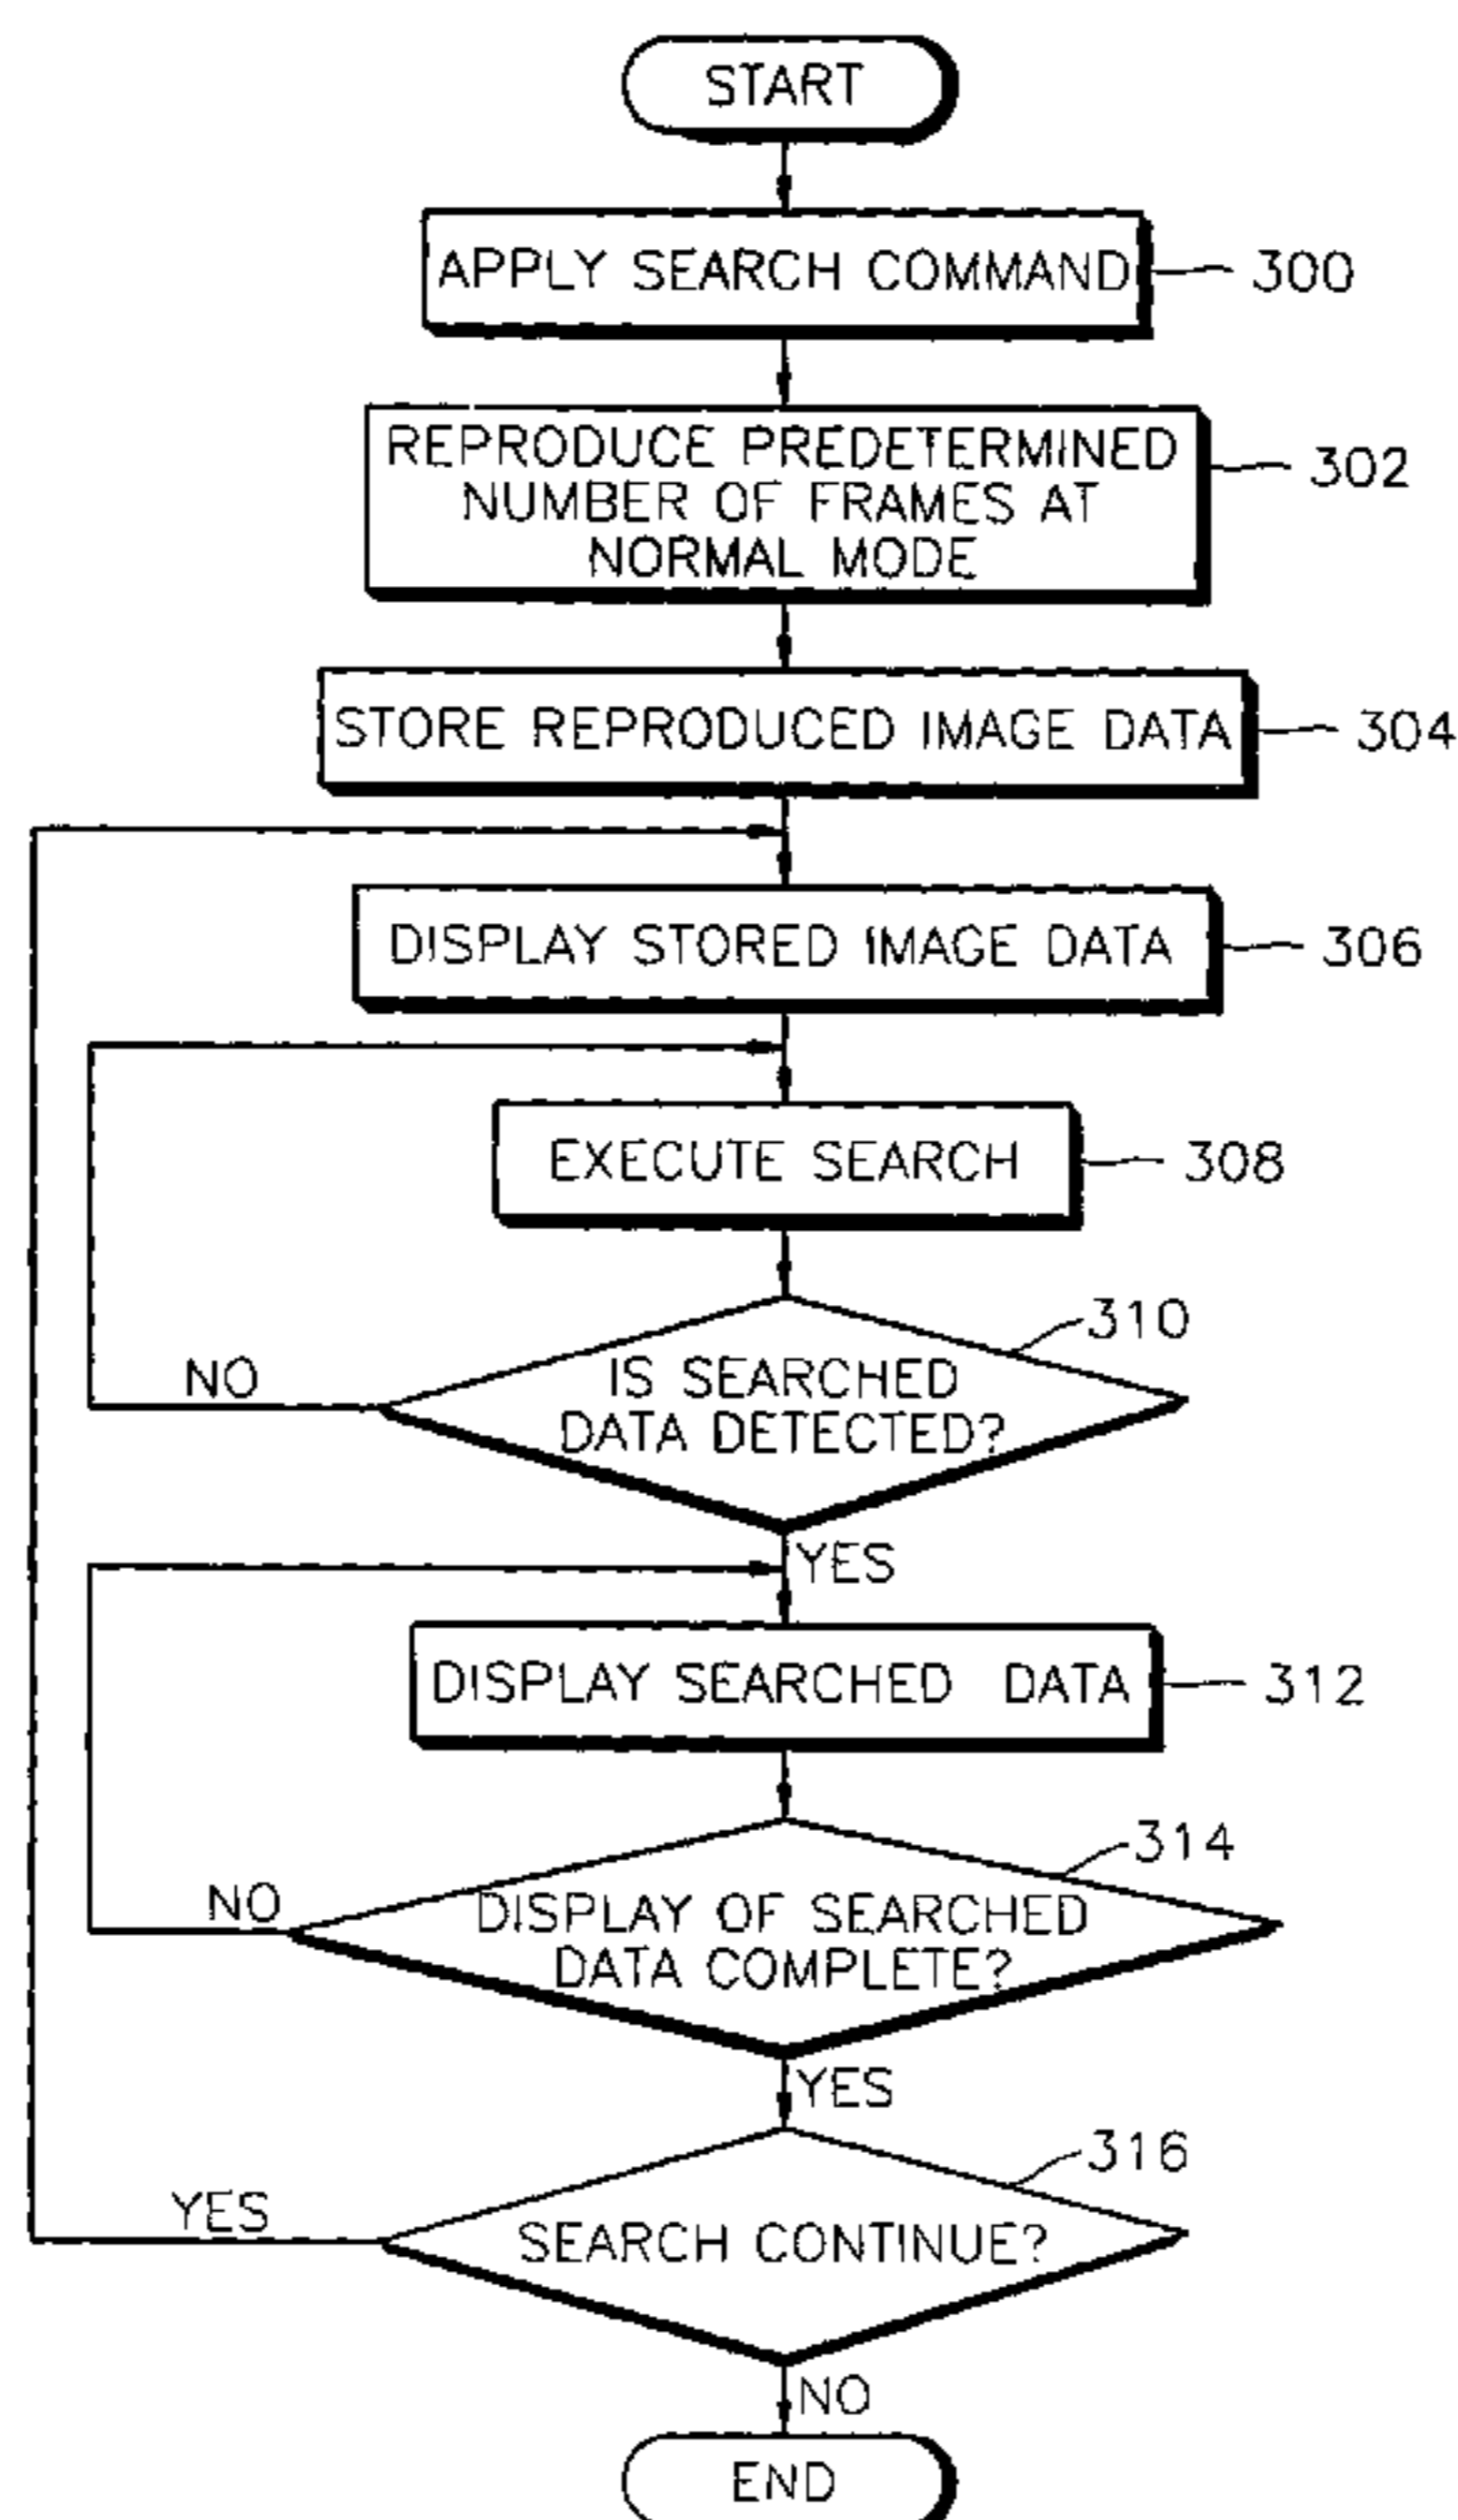 START
APPLY SEARCH COMMAND
300
REPRODUCE PREDETERMINED
NUMBER OF FRAMES AT
NORMAL MODE
302
STORE REPRODUCED IMAGE DATA
304
DISPLAY STORED IMAGE DATA
306
EXECUTE SEARCH
308
310
IS SEARCHED
DATA DETECTED?
NO
YES
DISPLAY SEARCHED DATA
312
314
DISPLAY OF SEARCHED
DATA COMPLETE?
NO
YES
316
SEARCH CONTINUE?
YES
NO
END